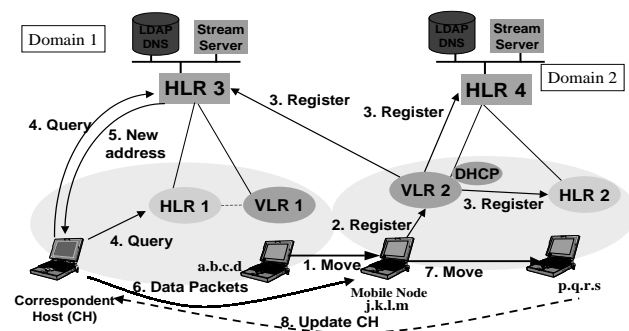 Domain 1
LDAP
DNS
Stream
Server
LDAP
DNS
Stream
Server
Domain 2
HLR 3
HLR 4
3. Register
3. Register
4. Query
5. New
address
DHCP
VLR 2
HLR 2
HLR 1
VLR 1
3. Register
2. Register
4. Query
a.b.c.d
1. Move
7. Move
6. Data Packets
p.q.r.s
Correspondent
Host (CH)
Mobile Node
j.k.l.m
8. Update CH